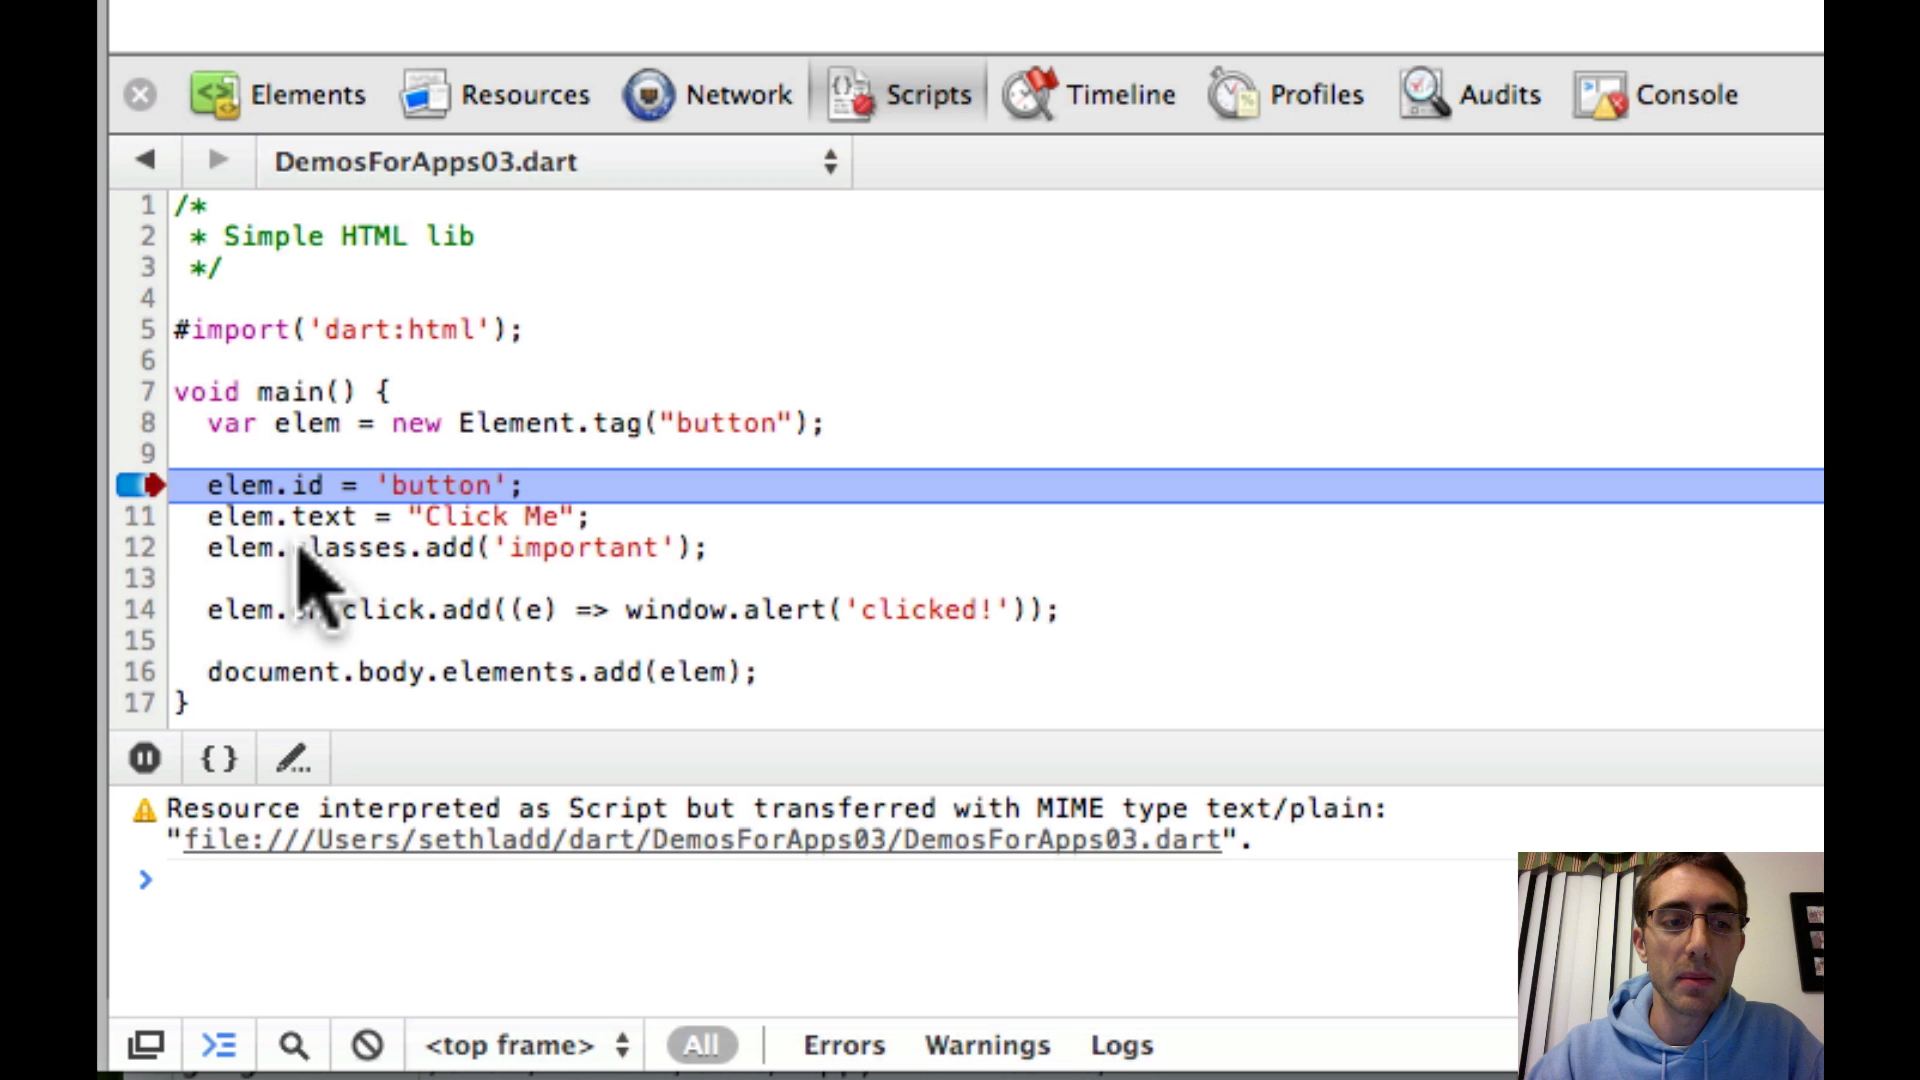 Elements Resources Network Scripts Timeline Profiles Audits Console
DemosForApps03.dart
1 /*
2 * Simple HTML lib
3 */
4
5 #import('dart:html');
6
7 void main() {
8 var elem = new Element.tag("button");
9
elem.id = 'button';
11 elem.text = "Click Me";
12 elem.classes.add('important');
13
14 elem. click.add((e) => window.alert('clicked!'));
15
16 document.body.elements.add(elem);
17 }
{ }
Resource interpreted as Script but transferred with MIME type text/plain:
"file:///Users/sethladd/dart/DemosForApps03/DemosForApps03.dart".
>
<top frame> All Errors Warnings Logs